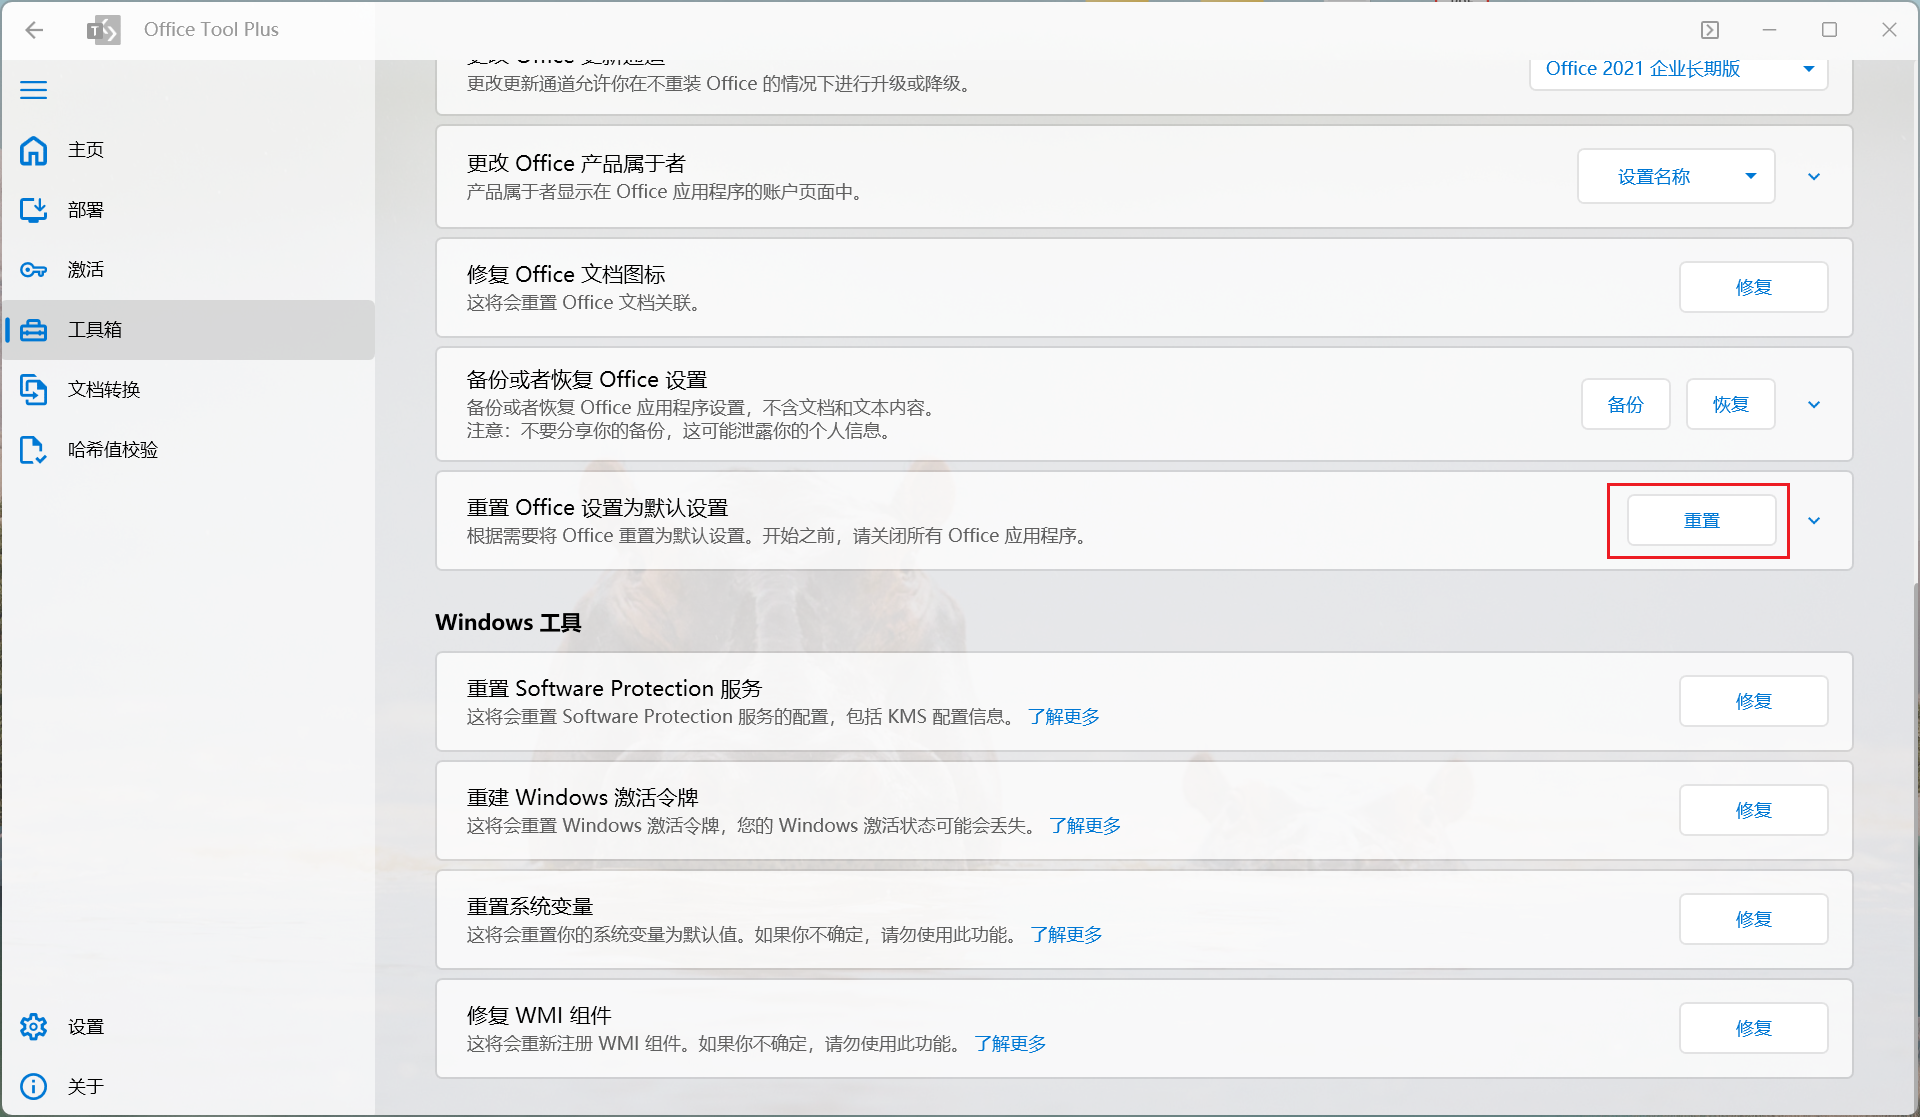 Office Tool Plus
主页
部署
激活
工具箱
文档转换
哈希值校验
设置
关于
更改 Office 更新通道
更改更新通道允许你在不重装 Office 的情况下进行升级或降级。
Office 2021 企业长期版
更改 Office 产品属于者
产品属于者显示在 Office 应用程序的账户页面中。
设置名称
修复 Office 文档图标
这将会重置 Office 文档关联。
修复
备份或者恢复 Office 设置
备份或者恢复 Office 应用程序设置，不含文档和文本内容。
注意：不要分享你的备份，这可能泄露你的个人信息。
备份
恢复
重置 Office 设置为默认设置
根据需要将 Office 重置为默认设置。开始之前，请关闭所有 Office 应用程序。
重置
Windows 工具
重置 Software Protection 服务
这将会重置 Software Protection 服务的配置，包括 KMS 配置信息。 了解更多
修复
重建 Windows 激活令牌
这将会重置 Windows 激活令牌，您的 Windows 激活状态可能会丢失。 了解更多
修复
重置系统变量
这将会重置你的系统变量为默认值。如果你不确定，请勿使用此功能。 了解更多
修复
修复 WMI 组件
这将会重新注册 WMI 组件。如果你不确定，请勿使用此功能。 了解更多
修复